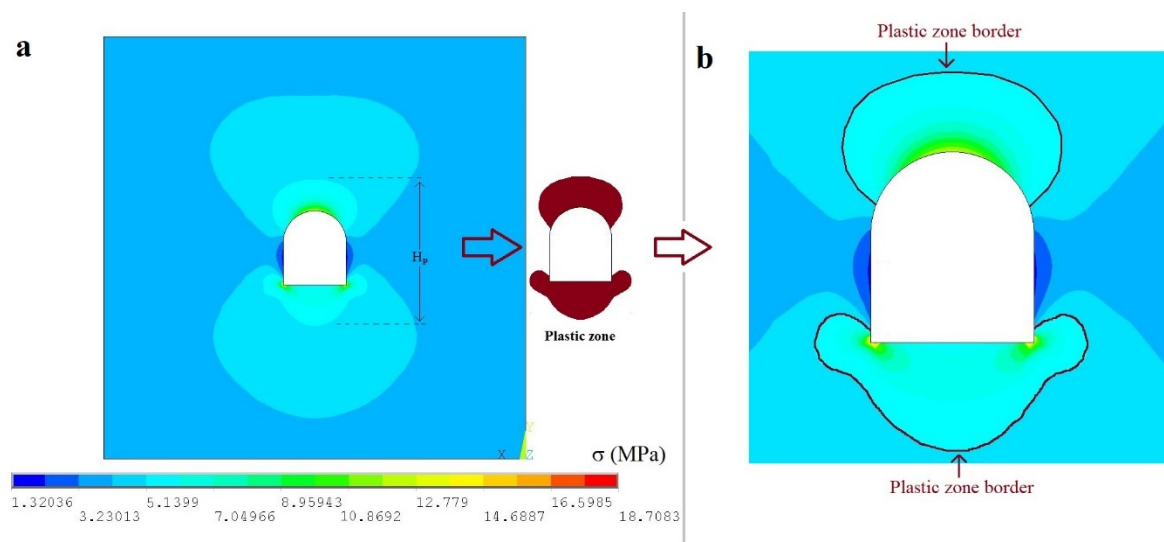 a
b
Plastic zone border
Hp
Plastic zone
Y
X
Z
σ (MPa)
1.32036 5.1399 8.95943 12.779 16.5985
3.23013 7.04966 10.8692 14.6887 18.7083
Plastic zone border